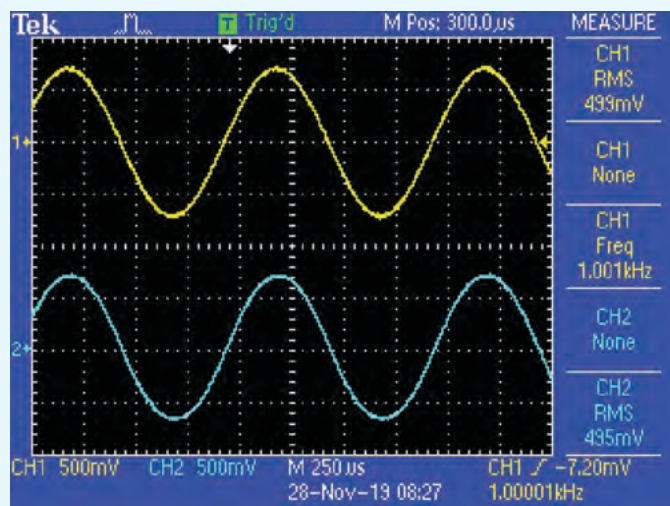 Tek T Trig'd M Pos: 300.0µs MEASURE
CH1
RMS
499mV
1
CH1
None
CH1
Freq
1.001kHz
CH2
None
2
CH2
RMS
495mV
CH1 500mV CH2 500mV M 250µs CH1 -7.20mV
28-Nov-19 08:27 1.00001kHz